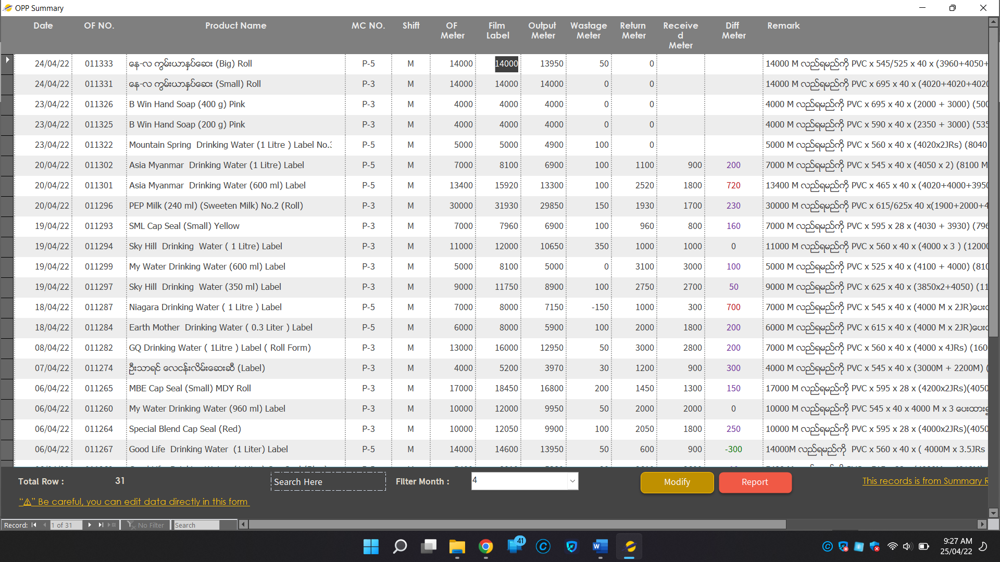 OPP Summary
Date OF NO. Product Name MC NO. Shift OF Meter Film Label Output Meter Wastage Meter Return Meter Received Meter Diff Meter Remark
24/04/22 011333 နေ-လ ကွမ်းယာနှပ်ဆေး (Big) Roll P-5 M 14000 14000 13950 50 0 14000 M လည်ရမည်ကို PVC x 545/525 x 40 x (3960+4050+
24/04/22 011331 နေ-လ ကွမ်းယာနှပ်ဆေး (Small) Roll P-3 M 14000 14000 14000 0 0 14000 M လည်ရမည်ကို PVC x 695 x 40 x (4020+4020+4020
23/04/22 011326 B Win Hand Soap (400 g) Pink P-3 M 4000 4000 4000 0 0 4000 M လည်ရမည်ကို PVC x 695 x 40 x (2000 + 3000) (500
23/04/22 011325 B Win Hand Soap (200 g) Pink P-3 M 4000 4000 4000 0 0 4000 M လည်ရမည်ကို PVC x 590 x 40 x (2350 + 3000) (535
23/04/22 011322 Mountain Spring Drinking Water (1 Litre ) Label No.3 P-5 M 5000 5000 4900 100 0 5000 M လည်ရမည်ကို PVC x 560 x 40 x (4020x2JRs) (8040
20/04/22 011302 Asia Myanmar Drinking Water (1 Litre) Label P-5 M 7000 8100 6900 100 1100 900 200 7000 M လည်ရမည်ကို PVC x 545 x 40 x (4050 x 2) (8100 M
20/04/22 011301 Asia Myanmar Drinking Water (600 ml) Label P-5 M 13400 15920 13300 100 2520 1800 720 13400 M လည်ရမည်ကို PVC x 465 x 40 x (4020+4000+3950
20/04/22 011296 PEP Milk (240 ml) (Sweeten Milk) No.2 (Roll) P-3 M 30000 31930 29850 150 1930 1700 230 30000 M လည်ရမည်ကို PVC x 615/625x 40 x(1900+2000+4
19/04/22 011293 SML Cap Seal (Small) Yellow P-3 M 7000 7960 6900 100 960 800 160 7000 M လည်ရမည်ကို PVC x 595 x 28 x (4030 + 3930) (796
19/04/22 011294 Sky Hill Drinking Water ( 1 Litre) Label P-3 M 11000 12000 10650 350 1000 1000 0 11000 M လည်ရမည်ကို PVC x 560 x 40 x (4000 x 3 ) (12000
19/04/22 011299 My Water Drinking Water (600 ml) Label P-3 M 5000 8100 5000 0 3100 3000 100 5000 M လည်ရမည်ကို PVC x 525 x 40 x (4100 + 4000) (810
19/04/22 011297 Sky Hill Drinking Water (350 ml) Label P-3 M 9000 11750 8900 100 2750 2700 50 9000 M လည်ရမည်ကို PVC x 625 x 40 x (3850x2+4050) (11
18/04/22 011287 Niagara Drinking Water ( 1 Litre ) Label P-5 M 7000 8000 7150 -150 1000 300 700 7000 M လည်ရမည်ကို PVC x 545 x 40 x (4000 M x 2JR)ပေးထ
18/04/22 011284 Earth Mother Drinking Water ( 0.3 Liter ) Label P-5 M 6000 8000 5900 100 2000 1800 200 6000 M လည်ရမည်ကို PVC x 615 x 40 x (4000 M x 2JR)ပေးထ
08/04/22 011282 GQ Drinking Water ( 1Litre ) Label ( Roll Form) P-3 M 13000 16000 12950 50 3000 2800 200 7000 M လည်ရမည်ကို PVC x 560 x 40 x (4000 x 4JRs) (160
07/04/22 011274 ဦးသာရင် လေငန်းလိမ်းဆေးဆီ (Label) P-3 M 4000 5200 3970 30 1200 900 300 4000 M လည်ရမည်ကို PVC x 545 x 40 x (3000M + 2200M) (
06/04/22 011265 MBE Cap Seal (Small) MDY Roll P-3 M 17000 18450 16800 200 1450 1300 150 17000 M လည်ရမည်ကို PVC x 595 x 28 x (4200x2JRs)(4050
06/04/22 011260 My Water Drinking Water (960 ml) Label P-3 M 10000 12000 9950 50 2000 2000 0 10000 M လည်ရမည်ကို PVC 545 x 40 x 4000 M x 3 ပေးထား
06/04/22 011264 Special Blend Cap Seal (Red) P-3 M 10000 12050 9900 100 2050 1800 250 10000 M လည်ရမည်ကို PVC x 595 x 28 x (4000x2JRs)(4050
06/04/22 011267 Good Life Drinking Water (1 Liter) Label P-5 M 14000 14600 13950 50 600 900 -300 14000M လည်ရမည်ကို PVC x 560 x 40 x ( 4000M x 3.5JRs
Total Row : 31 Search Here Filter Month : 4 Modify Report This records is from Summary R
“⚠” Be careful, you can edit data directly in this form
Record: 1 of 31 No Filter Search
41
9:27 AM
25/04/22